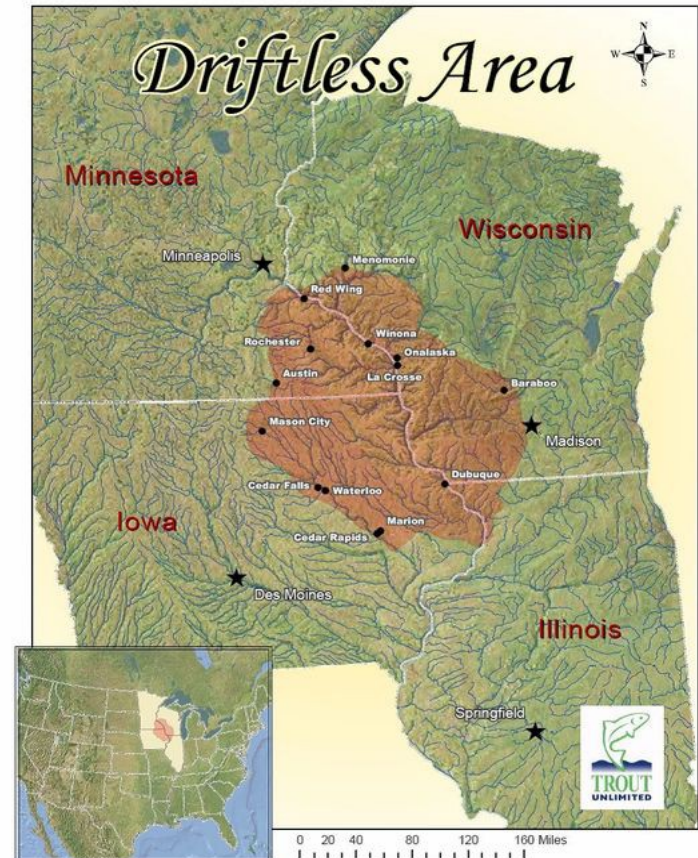 Driftless Area
N
W E
S
Minnesota
Wisconsin
Minneapolis
Menomonie
Red Wing
Winona
Rochester
Onalaska
La Crosse
Austin
Baraboo
Mason City
Madison
Dubuque
Cedar Falls
Waterloo
Iowa
Marion
Cedar Rapids
Des Moines
Illinois
Springfield
TROUT
UNLIMITED
0 20 40 80 120 160 Miles